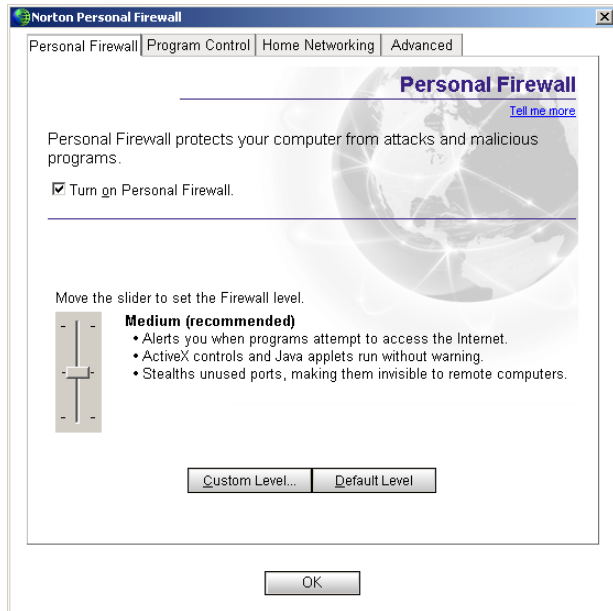 Norton Personal Firewall
Personal Firewall Program Control Home Networking Advanced
Personal Firewall
Tell me more
Personal Firewall protects your computer from attacks and malicious
programs.
Turn on Personal Firewall.
Move the slider to set the Firewall level.
Medium (recommended)
• Alerts you when programs attempt to access the Internet.
• ActiveX controls and Java applets run without warning.
• Stealths unused ports, making them invisible to remote computers.
Custom Level... Default Level
OK